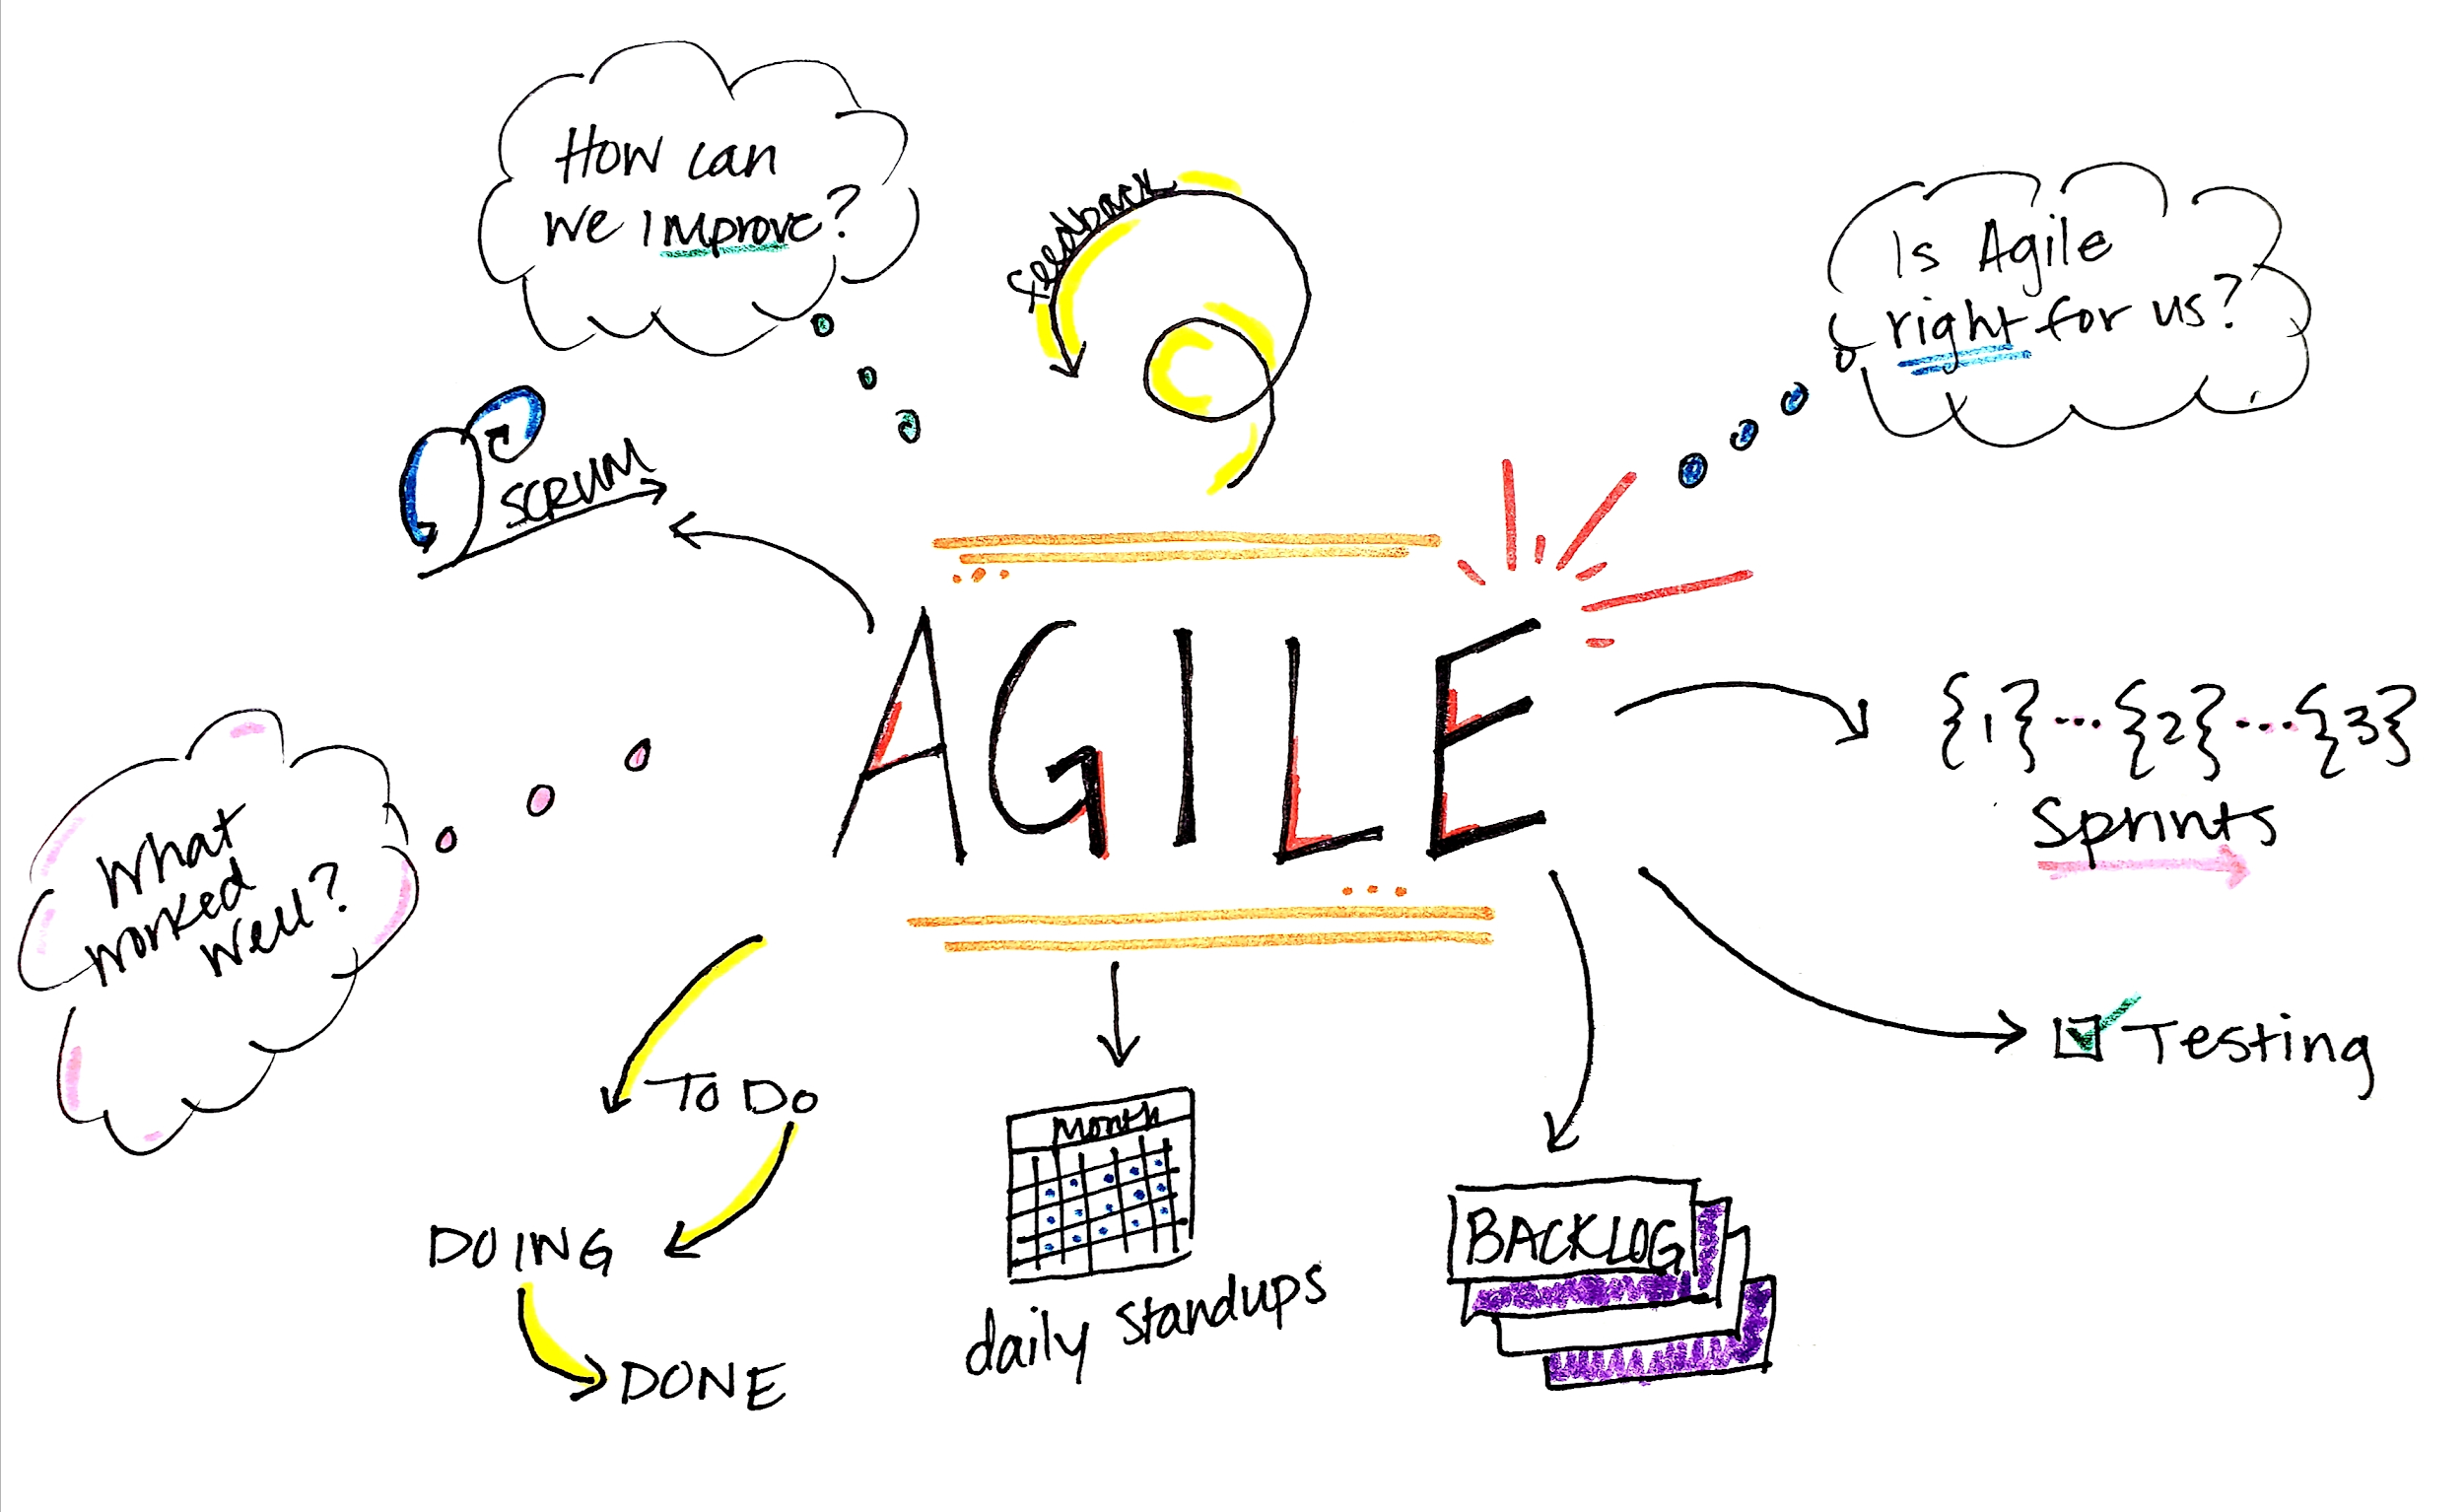 How can
we improve?
feedback
Is Agile
right for us?
SCRUM
AGILE
{1}...{2}...{3}
Sprints
What
worked
well?
Testing
TO DO
DOING
DONE
Month
daily standups
BACKLOG